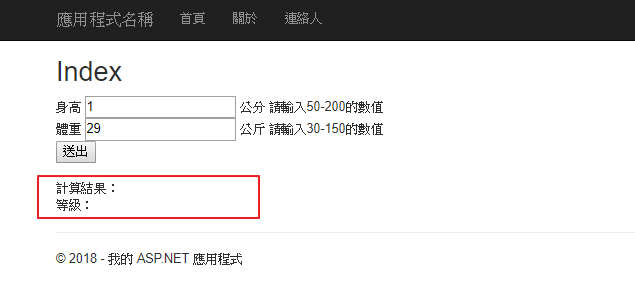 應用程式名稱 首頁 關於 連絡人
Index
身高 1 公分 請輸入50-200的數值
體重 29 公斤 請輸入30-150的數值
送出
計算結果：
等級：
© 2018 - 我的 ASP.NET 應用程式